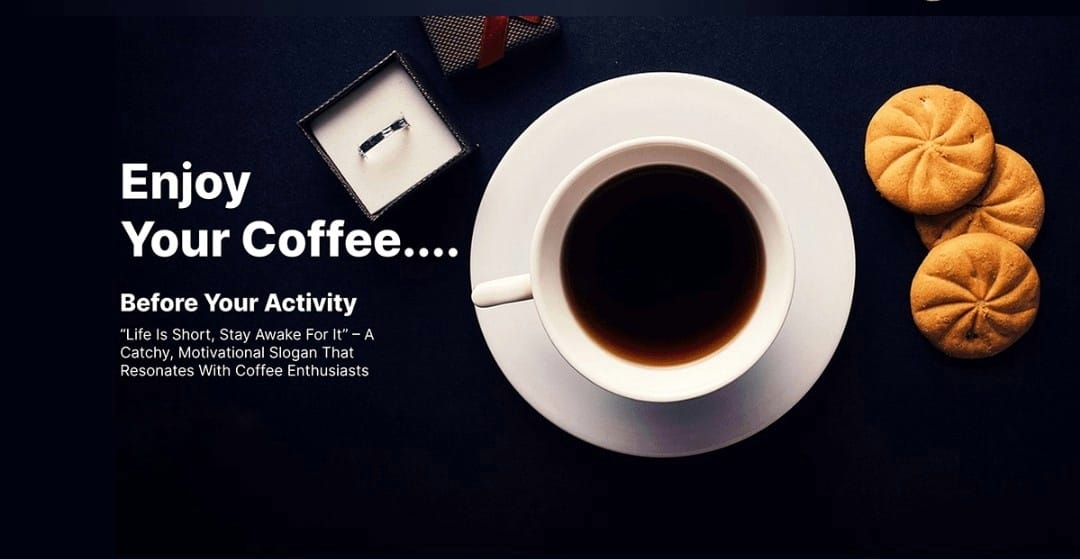 Enjoy
Your Coffee....
Before Your Activity
“Life Is Short, Stay Awake For It” – A
Catchy, Motivational Slogan That
Resonates With Coffee Enthusiasts